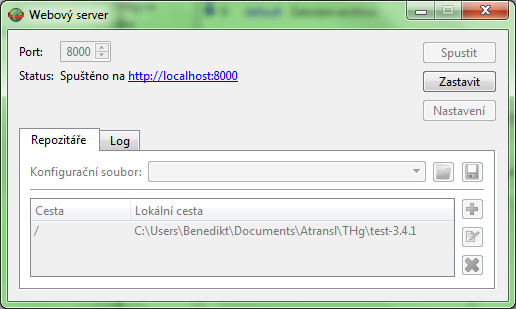 Webový server
Port: 8000
Spustit
Status: Spuštěno na http://localhost:8000
Zastavit
Nastavení
Repozitáře Log
Konfigurační soubor:
Cesta Lokální cesta
/ C:\Users\Benedikt\Documents\Atransl\THg\test-3.4.1